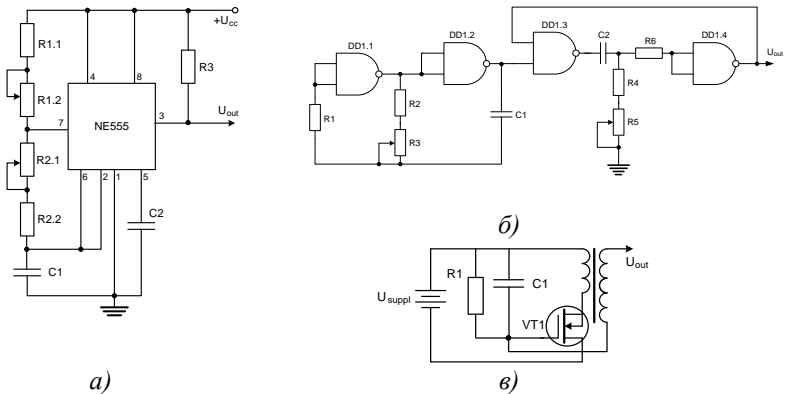 +Ucc
R1.1
R3
4
8
R1.2
3
Uout
NE555
7
R2.1
6
2
1
5
R2.2
C2
C1
а)
DD1.1
DD1.2
DD1.3
DD1.4
C2
R6
Uout
R1
R2
C1
R4
R3
R5
б)
Usuppl
R1
C1
Uout
VT1
в)